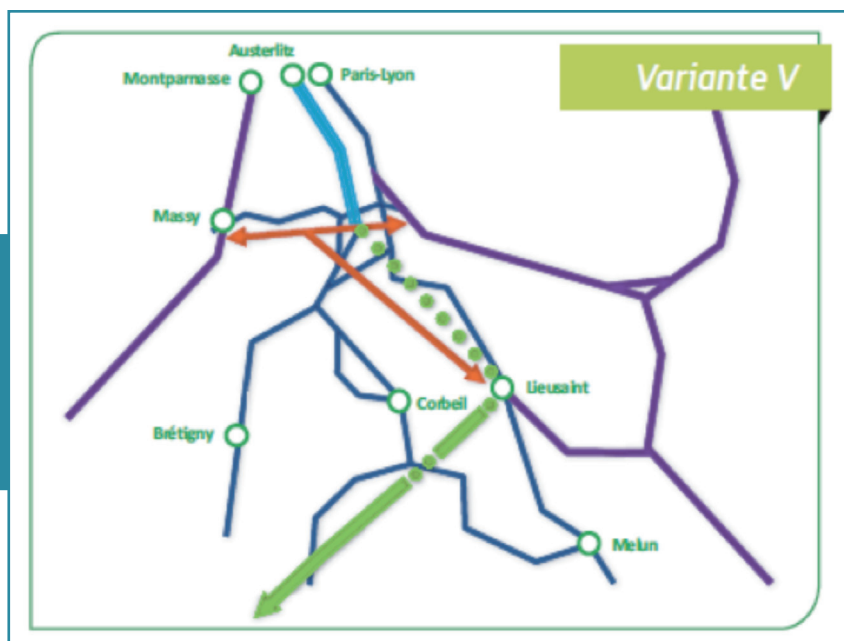 Austerlitz
Variante V
Montparnasse
Paris-Lyon
Massy
Lieusaint
Corbeil
Brétigny
Melun